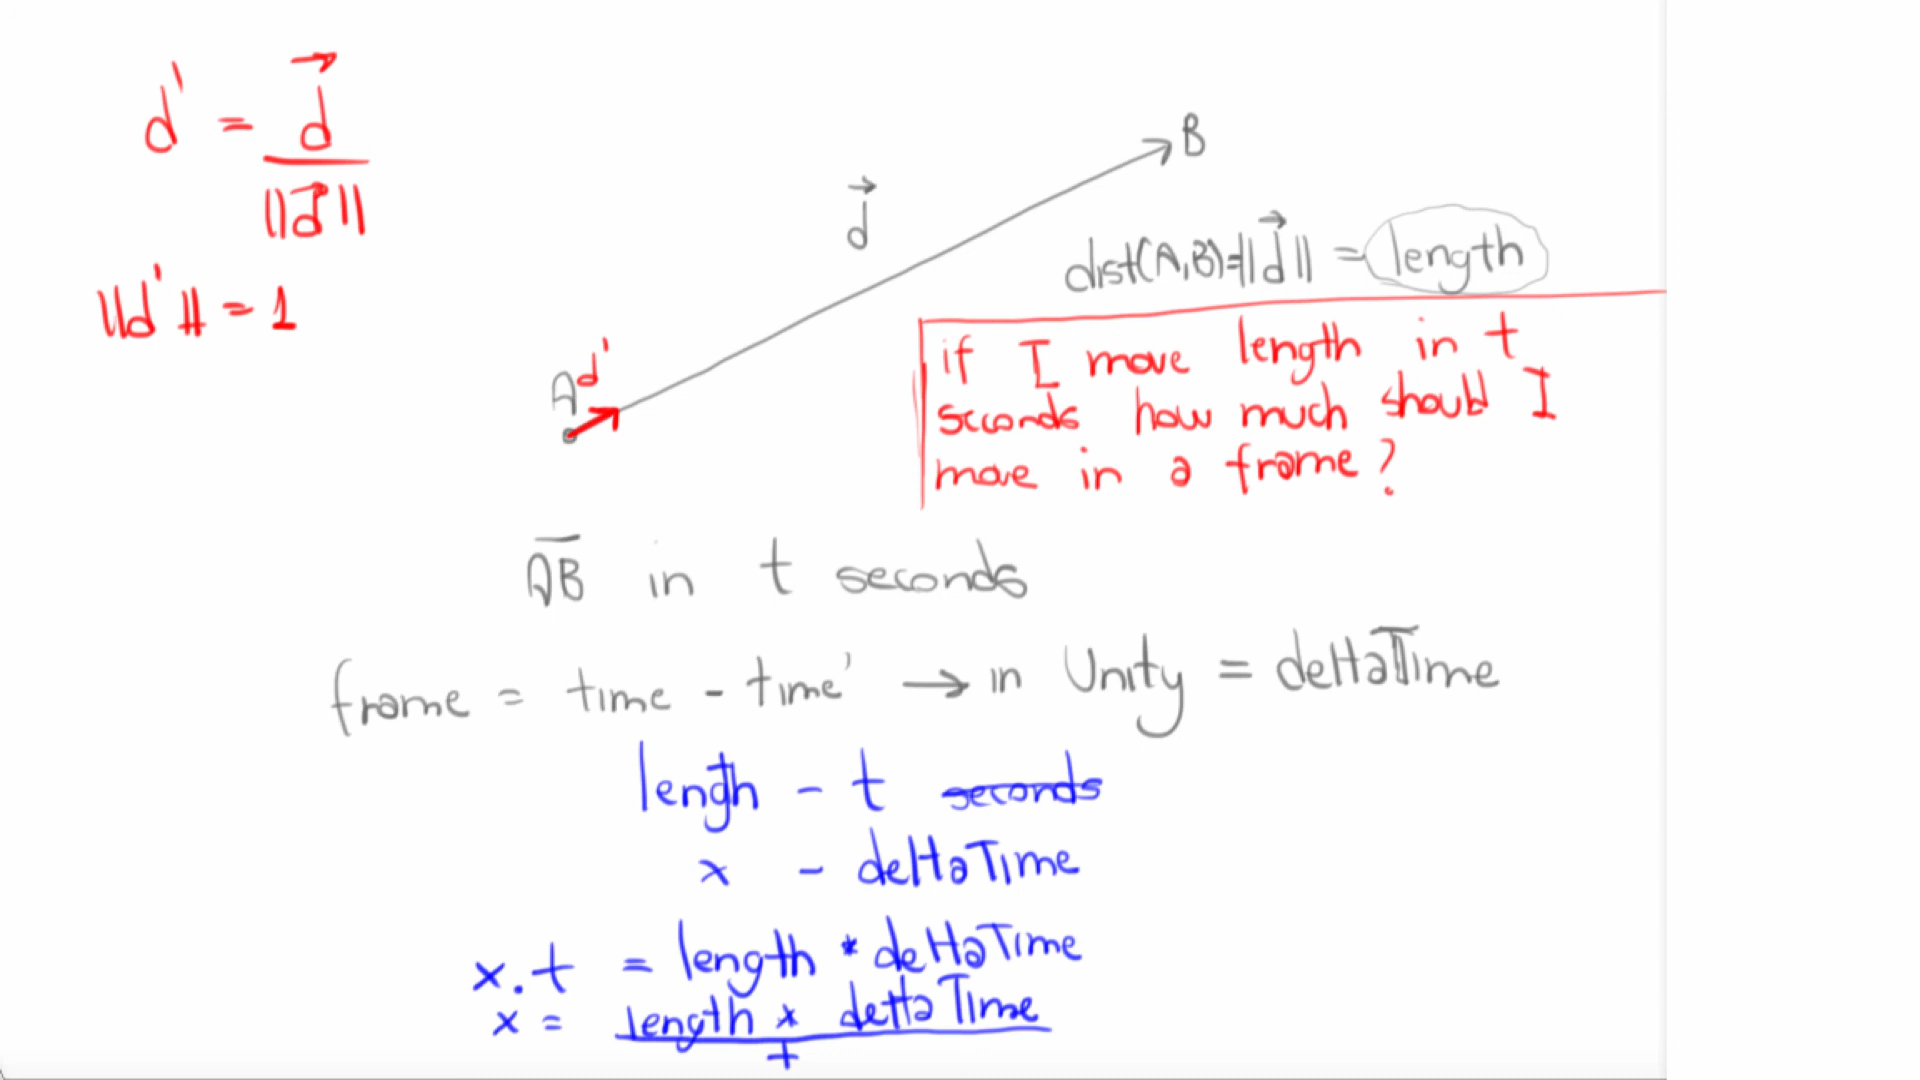 d' = d⃗
||d⃗||
||d'|| = 1
B
d⃗
dist(A,B)=||d⃗|| = length
A d'
if I move length in t
seconds how much should I
move in a frame?
A̅B̅ in t seconds
frame = time - time' → in Unity = deltaTime
length - t seconds
x - deltaTime
x.t = length * deltaTime
x = length * deltaTime
t